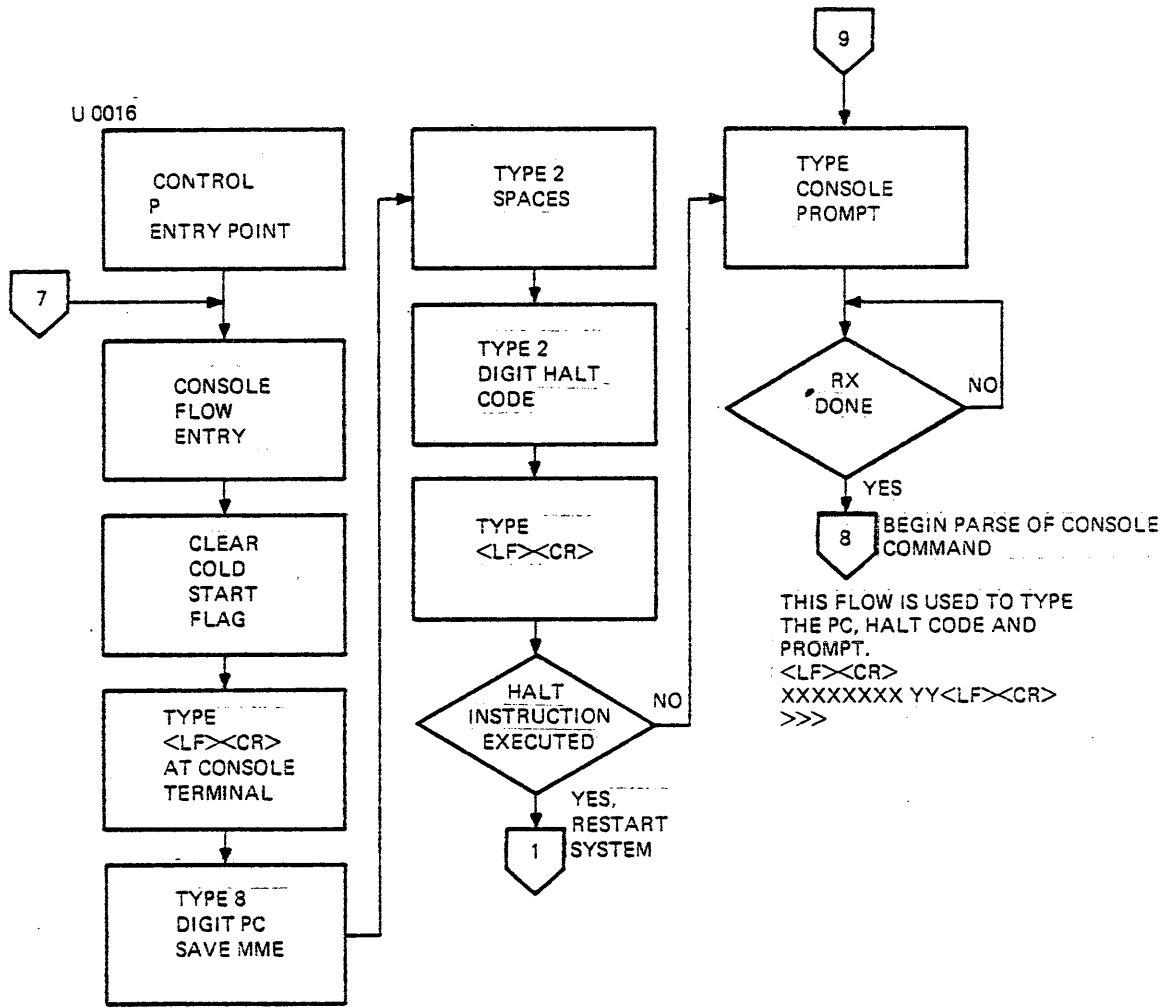 U 0016
CONTROL
P
ENTRY POINT
7
CONSOLE
FLOW
ENTRY
CLEAR
COLD
START
FLAG
TYPE
<LF><CR>
AT CONSOLE
TERMINAL
TYPE 8
DIGIT PC
SAVE MME
TYPE 2
SPACES
TYPE 2
DIGIT HALT
CODE
TYPE
<LF><CR>
HALT
INSTRUCTION
EXECUTED
NO
YES,
RESTART
SYSTEM
1
9
TYPE
CONSOLE
PROMPT
RX
DONE
NO
YES
8
BEGIN PARSE OF CONSOLE
COMMAND
THIS FLOW IS USED TO TYPE
THE PC, HALT CODE AND
PROMPT.
<LF><CR>
XXXXXXXX YY<LF><CR>
>>>